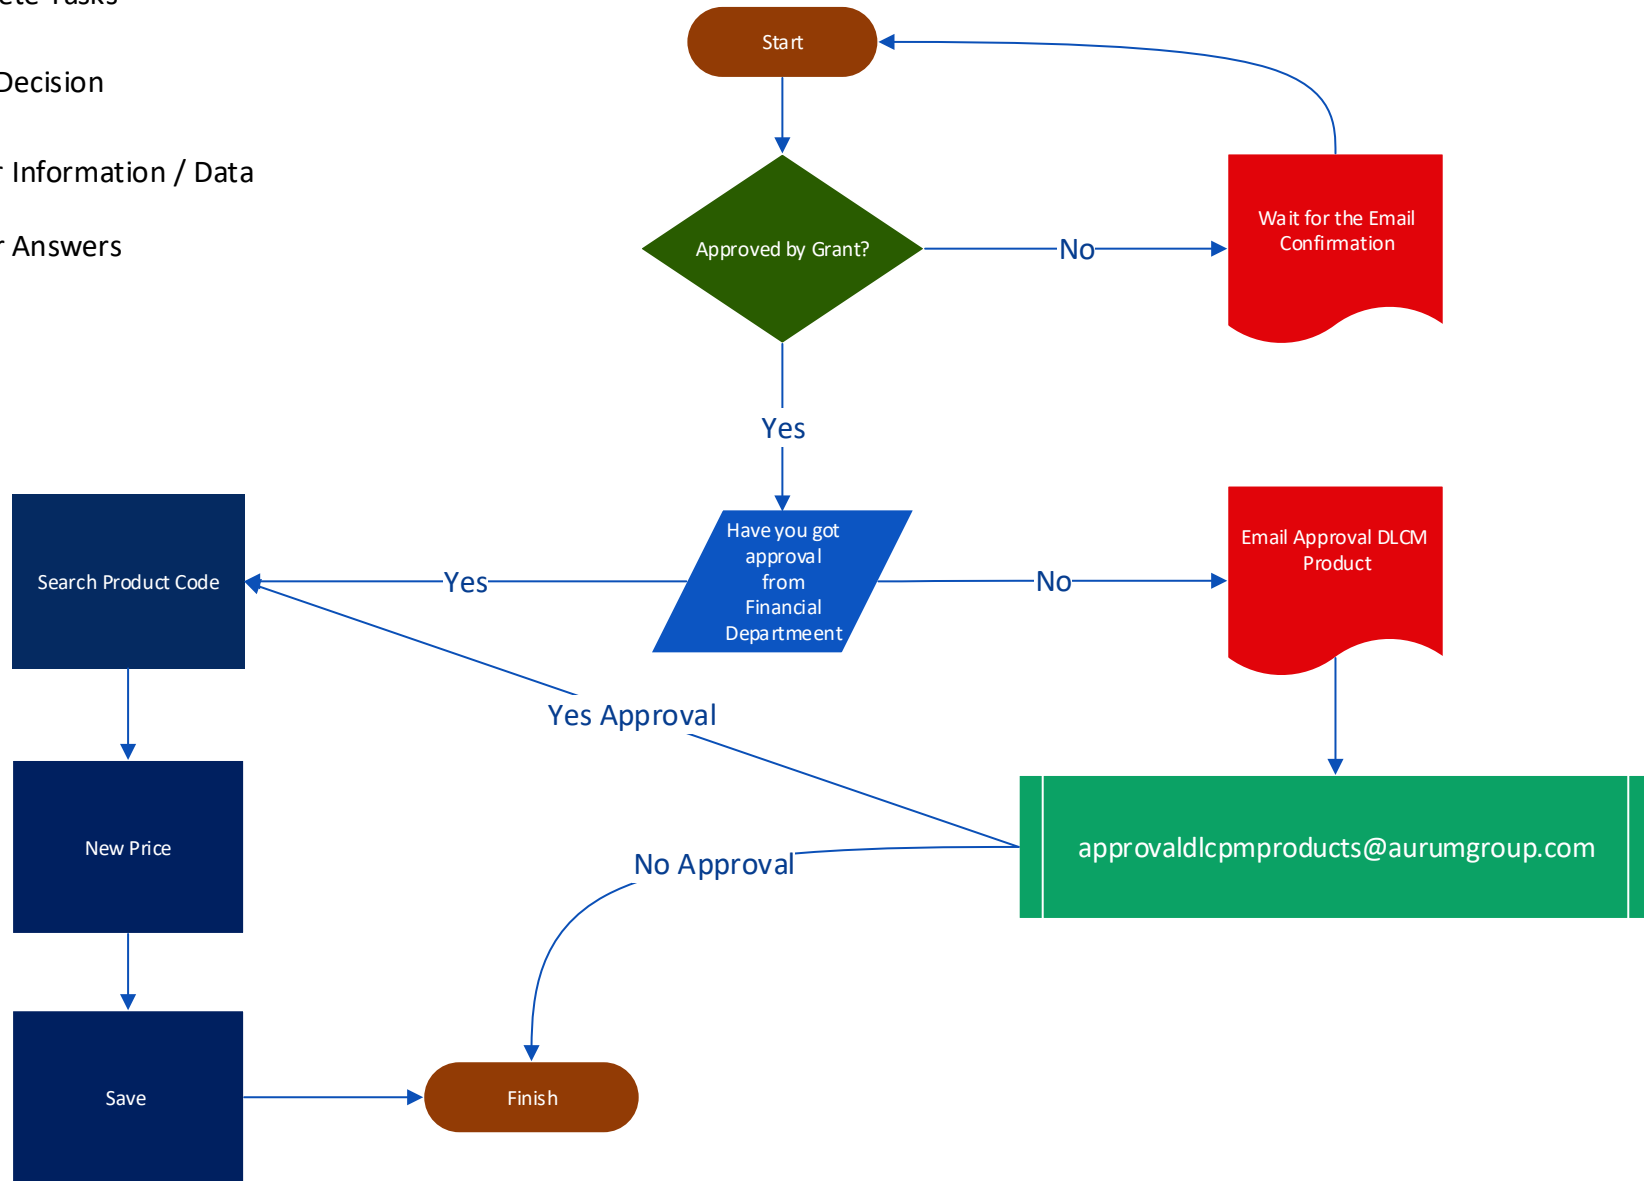 Decision
Information / Data
Answers
Start
Approved by Grant?
No
Wait for the Email
Confirmation
Yes
Search Product Code
Yes
Have you got
approval
from
Financial
Departmeent
No
Email Approval DLCM
Product
Yes Approval
New Price
No Approval
approvaldlcpmproducts@aurumgroup.com
Save
Finish